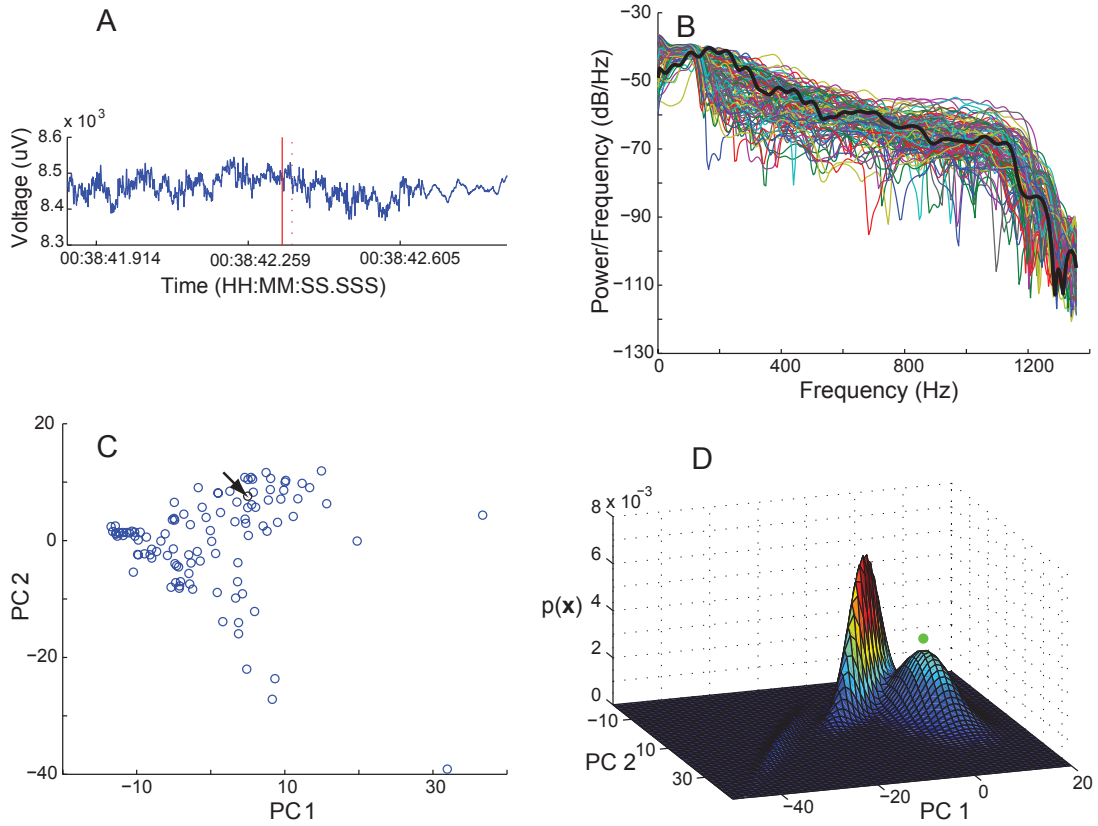 A
8.6 x 10^3
8.5
8.4
8.3
Voltage (uV)
00:38:41.914
00:38:42.259
00:38:42.605
Time (HH:MM:SS.SSS)
B
−30
−50
−70
−90
−110
−130
Power/Frequency (dB/Hz)
0
400
800
1200
Frequency (Hz)
C
20
0
−20
−40
PC 2
−10
10
30
PC 1
D
8 x 10^−3
6
4
2
0
p(x)
−10
10
30
PC 2
−40
−20
0
20
PC 1